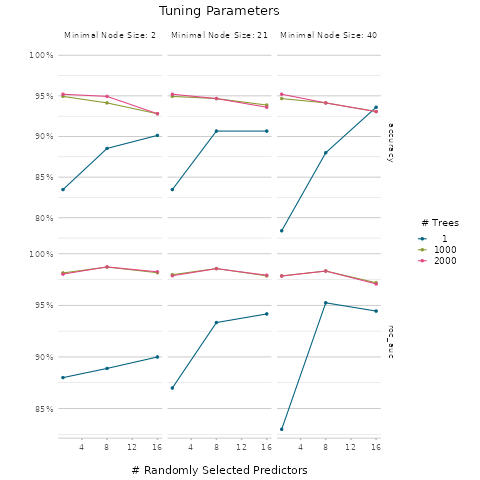 Tuning Parameters
Minimal Node Size: 2 Minimal Node Size: 21 Minimal Node Size: 40
100%
95%
90%
85%
80%
accuracy
100%
95%
90%
85%
roc_auc
4 8 12 16 4 8 12 16 4 8 12 16
# Randomly Selected Predictors
# Trees
1
1000
2000